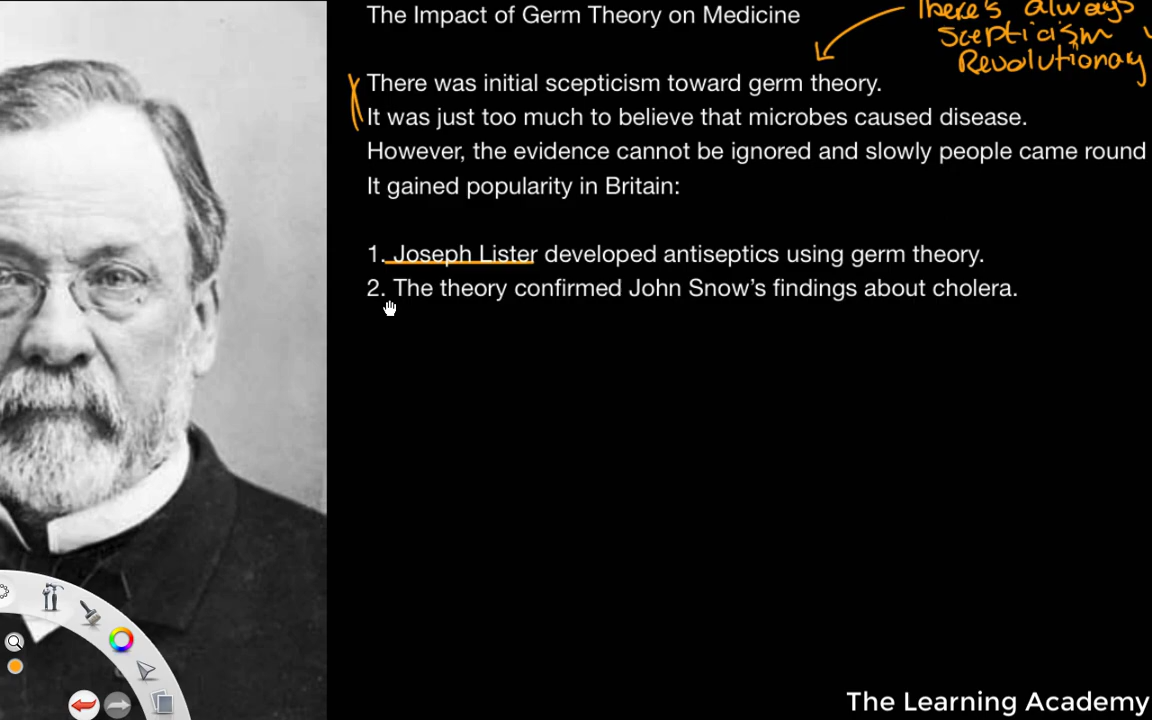 The Impact of Germ Theory on Medicine
There's always
Scepticism
Revolutionary
There was initial scepticism toward germ theory.
It was just too much to believe that microbes caused disease.
However, the evidence cannot be ignored and slowly people came round
It gained popularity in Britain:
1. Joseph Lister developed antiseptics using germ theory.
2. The theory confirmed John Snow’s findings about cholera.
The Learning Academy